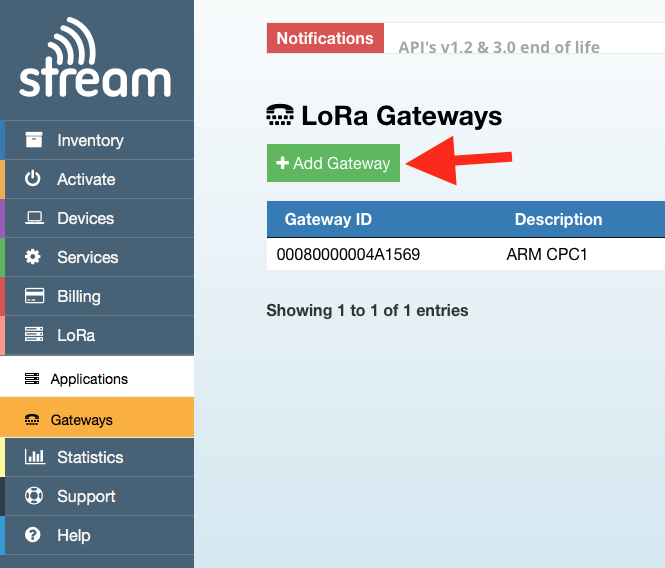 stream
Inventory
Activate
Devices
Services
Billing
LoRa
Applications
Gateways
Statistics
Support
Help
Notifications
API's v1.2 & 3.0 end of life
LoRa Gateways
Add Gateway
Gateway ID Description
00080000004A1569 ARM CPC1
Showing 1 to 1 of 1 entries